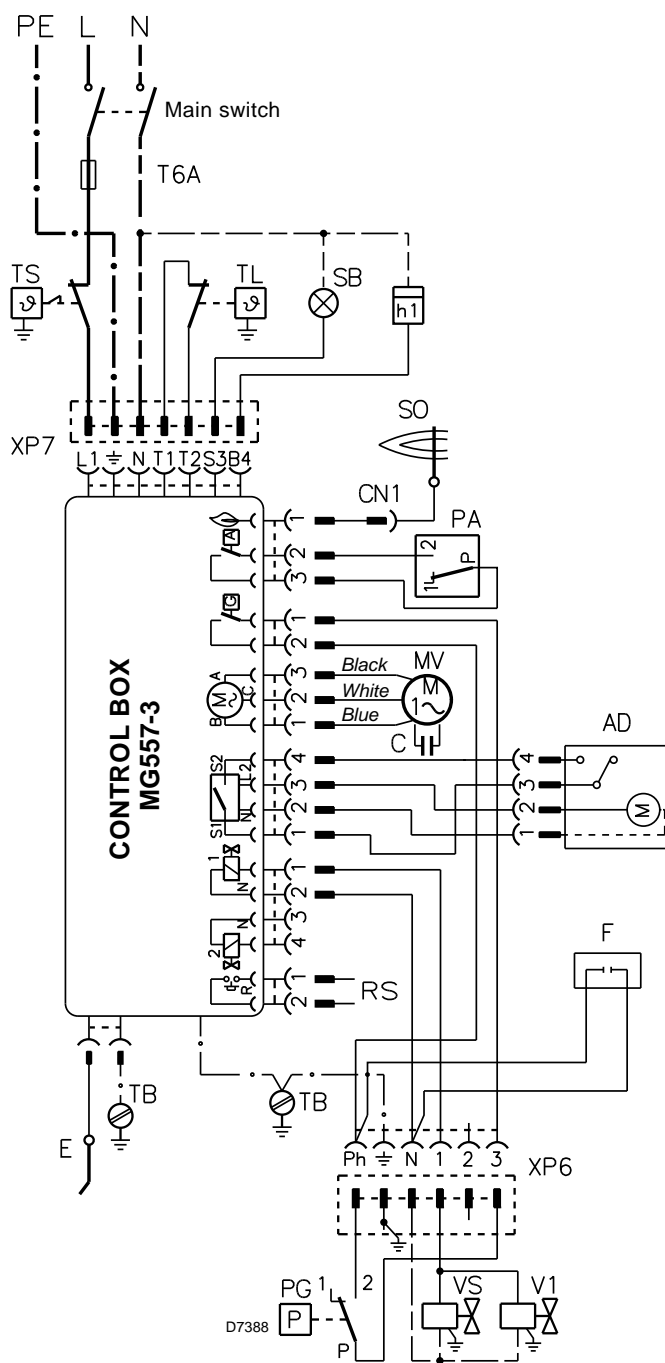 PE L N
Main switch
T6A
TS TL SB
ϑ ϑ h1
XP7
L1 N T1 T2 S3 B4
SO
CN1
PA
1 A 2
2 1 P
3
G 1
2
A 3 Black MV
M C 2 White M
B 1 Blue 1~
C
AD
S2 L2 4 4
3 3
N 2 2 M
S1 1 1
1 1
N 2
N 3
2 4
F
R 1 RS
2
CONTROL BOX
MG557-3
TB TB
E
Ph N 1 2 3
XP6
PG 1 2 VS V1
D7388 P
P